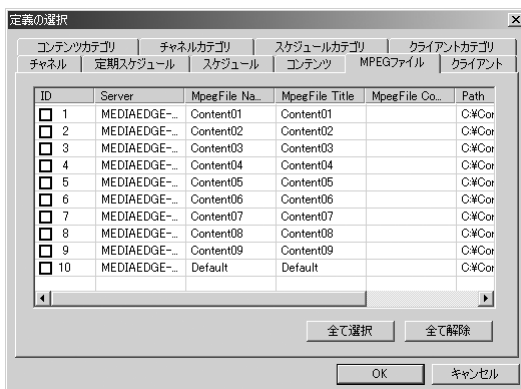 定義の選択
コンテンツカテゴリ チャネルカテゴリ スケジュールカテゴリ クライアントカテゴリ
チャネル 定期スケジュール スケジュール コンテンツ MPEGファイル クライアント
ID Server MpegFile Na... MpegFile Title MpegFile Co... Path
1 MEDIAEDGE-... Content01 Content01 C:¥Cor
2 MEDIAEDGE-... Content02 Content02 C:¥Cor
3 MEDIAEDGE-... Content03 Content03 C:¥Cor
4 MEDIAEDGE-... Content04 Content04 C:¥Cor
5 MEDIAEDGE-... Content05 Content05 C:¥Cor
6 MEDIAEDGE-... Content06 Content06 C:¥Cor
7 MEDIAEDGE-... Content07 Content07 C:¥Cor
8 MEDIAEDGE-... Content08 Content08 C:¥Cor
9 MEDIAEDGE-... Content09 Content09 C:¥Cor
10 MEDIAEDGE-... Default Default C:¥Cor
全て選択 全て解除
OK キャンセル